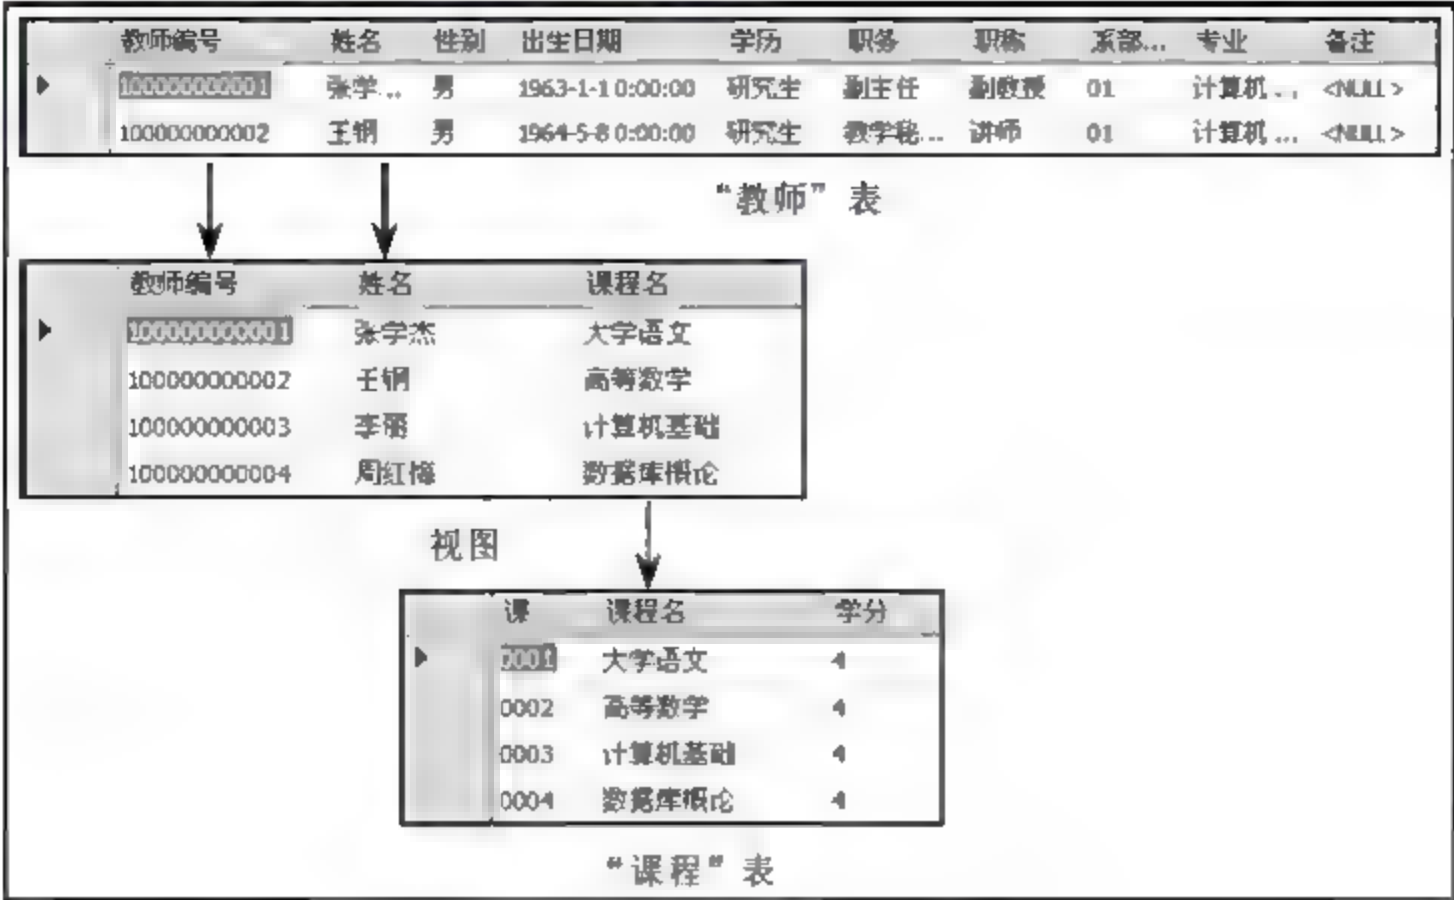 教师编号 姓名 性别 出生日期 学历 职务 职称 系部... 专业 备注
100000000001 张学... 男 1963-1-1 0:00:00 研究生 副主任 副教授 01 计算机 ... <NULL>
100000000002 王钢 男 1964-5-8 0:00:00 研究生 教学秘... 讲师 01 计算机 ... <NULL>
“教师”表
教师编号 姓名 课程名
100000000001 张学杰 大学语文
100000000002 王钢 高等数学
100000000003 李丽 计算机基础
100000000004 周红梅 数据库概论
视图
课 课程名 学分
0001 大学语文 4
0002 高等数学 4
0003 计算机基础 4
0004 数据库概论 4
“课程”表